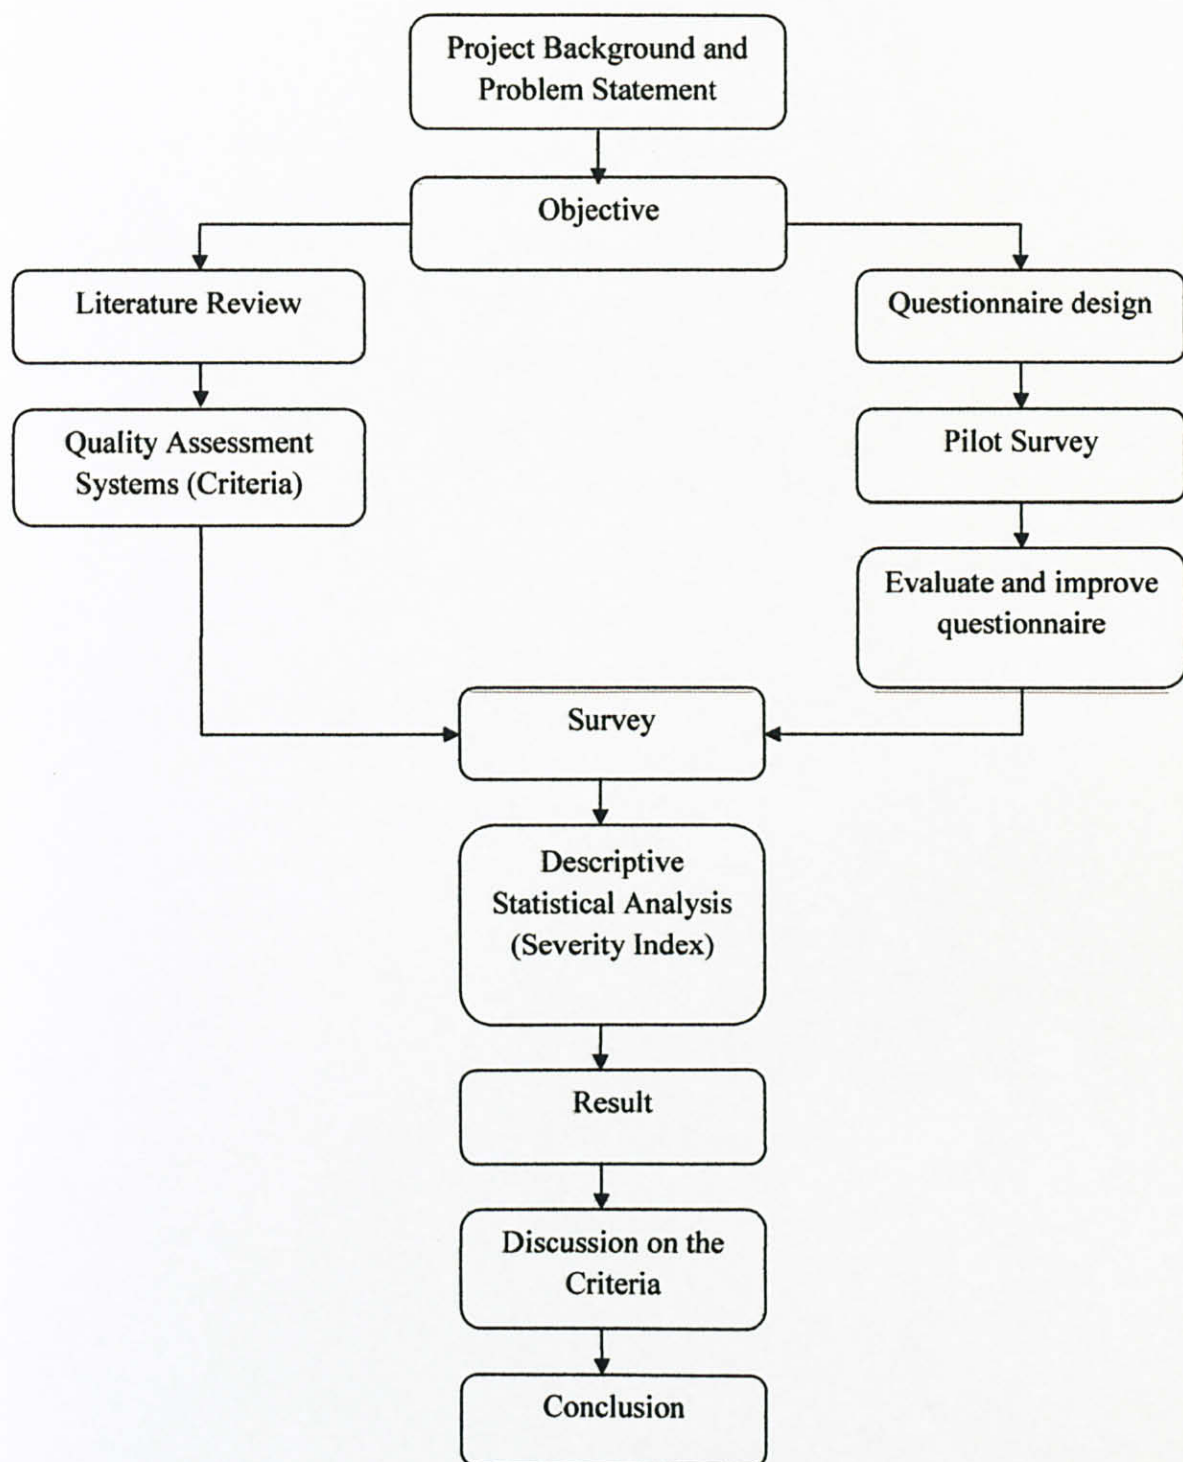 Project Background and
Problem Statement
Objective
Literature Review
Questionnaire design
Quality Assessment
Systems (Criteria)
Pilot Survey
Evaluate and improve
questionnaire
Survey
Descriptive
Statistical Analysis
(Severity Index)
Result
Discussion on the
Criteria
Conclusion